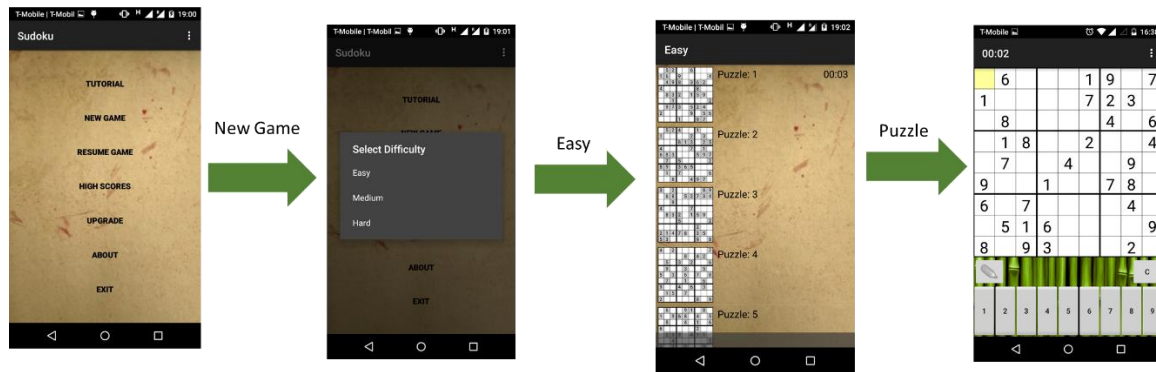 T-Mobile | T-Mobil H 19:00
Sudoku
TUTORIAL
NEW GAME
RESUME GAME
HIGH SCORES
UPGRADE
ABOUT
EXIT
New Game
T-Mobile | T-Mobil H 19:01
Sudoku
TUTORIAL
NEW GAME
Select Difficulty
Easy
Medium
Hard
ABOUT
EXIT
Easy
T-Mobile | T-Mobil H 19:02
Easy
Puzzle: 1 00:03
Puzzle: 2
Puzzle: 3
Puzzle: 4
Puzzle: 5
Puzzle
T-Mobile 16:38
00:02
6 1 9 7
1 7 2 3
8 4 6
1 8 2 4
7 4 9
9 1 7 8
6 7 4
5 1 6 9
8 9 3 2
C
1 2 3 4 5 6 7 8 9